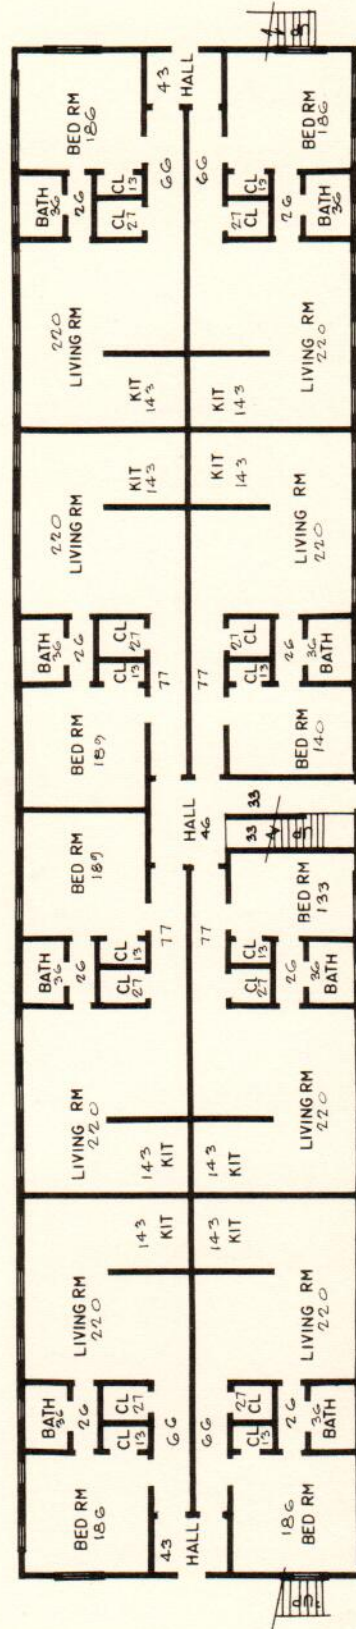 BED RM
186
BATH
36
26
CL
13
CL
27
LIVING RM
220
143
KIT
66
LIVING RM
220
143
KIT
BATH
36
26
CL
27
CL
13
77
BED RM
189
BED RM
189
BATH
36
26
CL
13
CL
27
77
220
LIVING RM
KIT
143
220
LIVING RM
KIT
143
BATH
36
26
CL
27
CL
13
66
BED RM
186
43
HALL
HALL
46
43
HALL
66
27
CL
CL
13
26
36
BATH
186
BED RM
143
KIT
LIVING RM
220
143
KIT
LIVING RM
220
77
CL
27
CL
13
26
36
BATH
BED RM
133
33
33
77
CL
13
27
CL
26
36
BATH
BED RM
140
KIT
143
LIVING RM
220
KIT
143
LIVING RM
220
66
27
CL
CL
13
26
BATH
36
BED RM
186